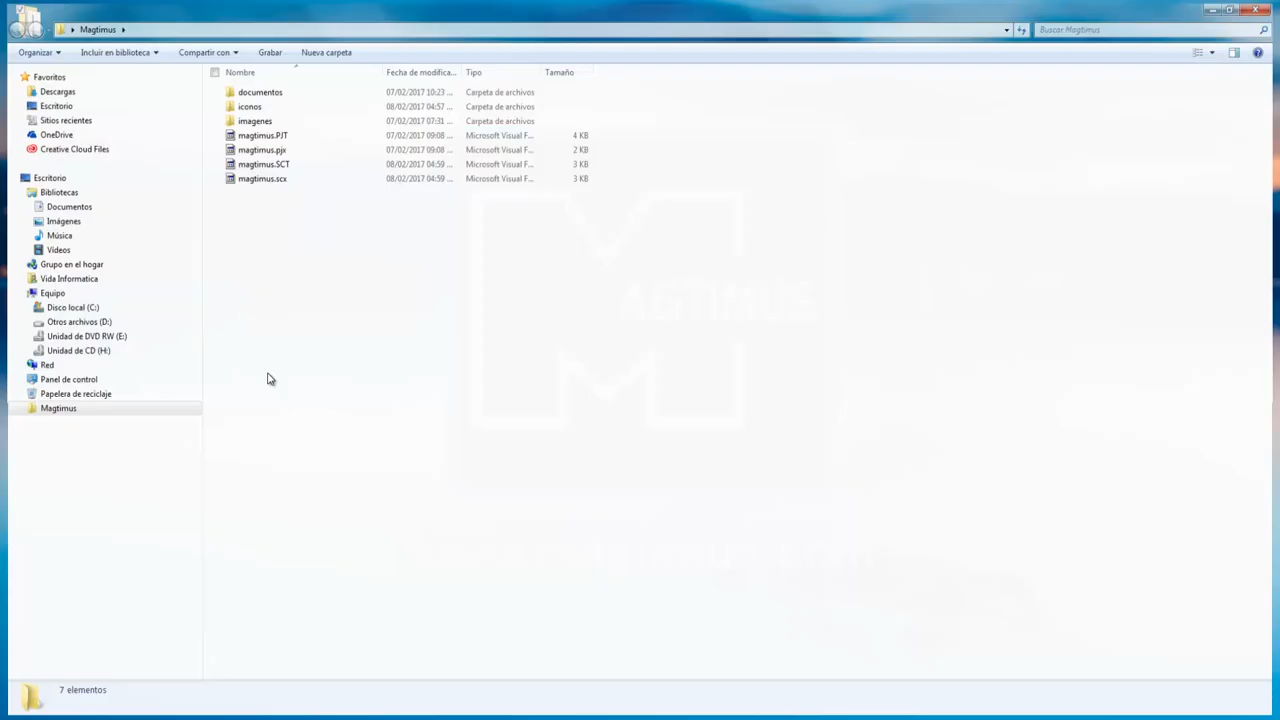 Magtimus
Buscar Magtimus
Organizar Incluir en biblioteca Compartir con Grabar Nueva carpeta
Favoritos
Descargas
Escritorio
Sitios recientes
OneDrive
Creative Cloud Files
Escritorio
Bibliotecas
Documentos
Imágenes
Música
Vídeos
Grupo en el hogar
Vida Informatica
Equipo
Disco local (C:)
Otros archivos (D:)
Unidad de DVD RW (E:)
Unidad de CD (H:)
Red
Panel de control
Papelera de reciclaje
Magtimus
Nombre Fecha de modifica... Tipo Tamaño
documentos 07/02/2017 10:23 ... Carpeta de archivos
iconos 08/02/2017 04:57 ... Carpeta de archivos
imagenes 07/02/2017 07:31 ... Carpeta de archivos
magtimus.PJT 07/02/2017 09:08 ... Microsoft Visual F... 4 KB
magtimus.pjx 07/02/2017 09:08 ... Microsoft Visual F... 2 KB
magtimus.SCT 08/02/2017 04:59 ... Microsoft Visual F... 3 KB
magtimus.scx 08/02/2017 04:59 ... Microsoft Visual F... 3 KB
AGTIMUS
7 elementos